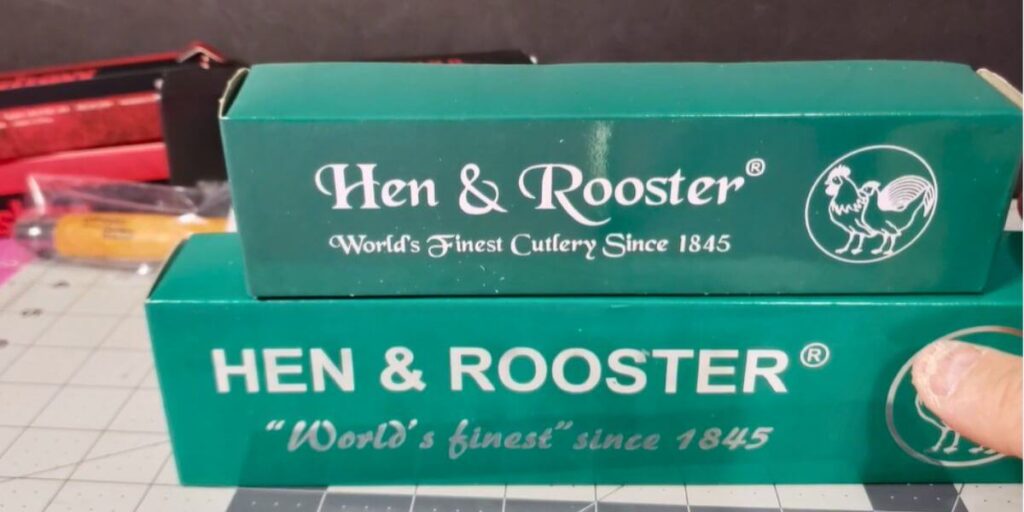 Hen & Rooster®
World's Finest Cutlery Since 1845
HEN & ROOSTER®
"World's finest" since 1845